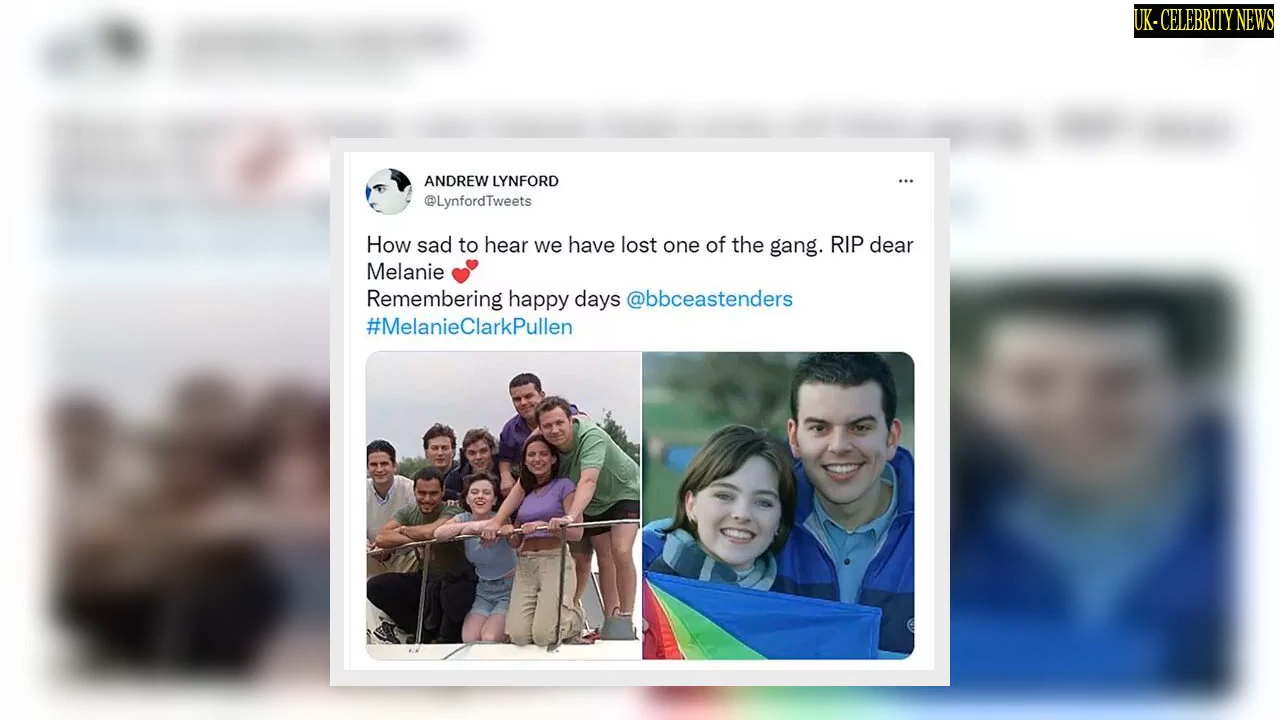 UK- CELEBRITY NEWS
ANDREW LYNFORD
@LynfordTweets
How sad to hear we have lost one of the gang. RIP dear
Melanie 💕
Remembering happy days @bbceastenders
#MelanieClarkPullen